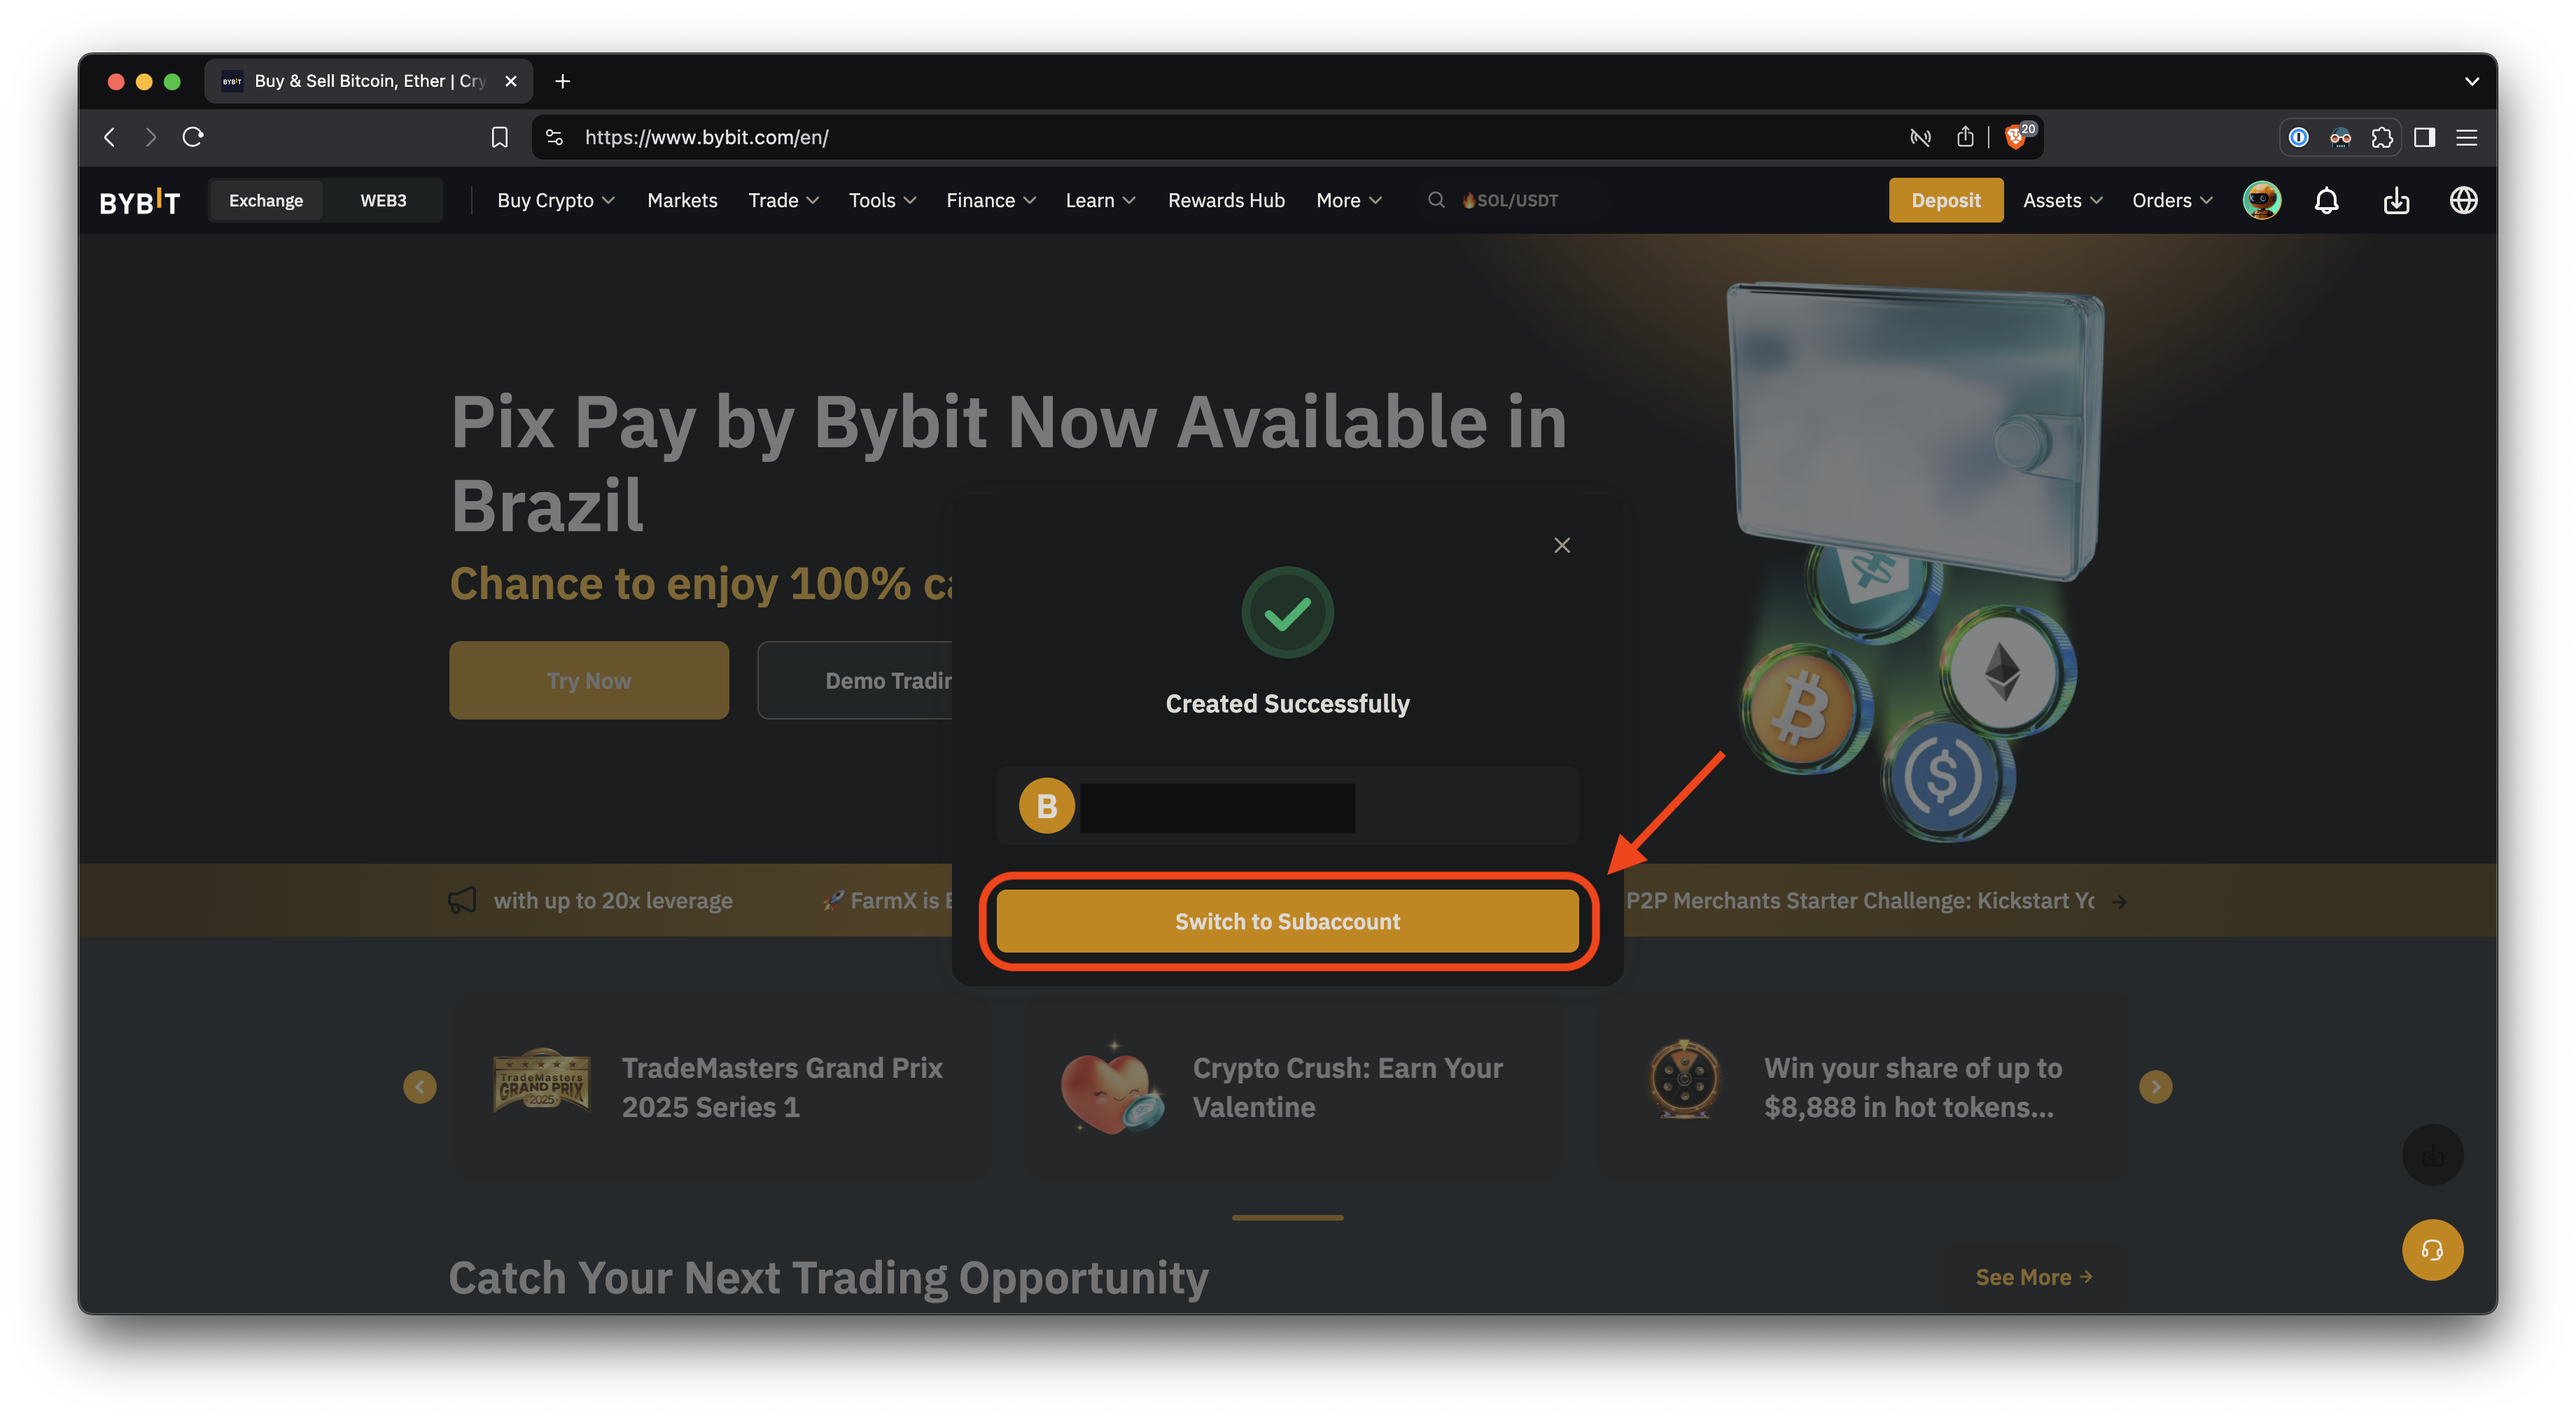 BYBIT Buy & Sell Bitcoin, Ether | Cry
https://www.bybit.com/en/
20
BYBIT
Exchange
WEB3
Buy Crypto
Markets
Trade
Tools
Finance
Learn
Rewards Hub
More
SOL/USDT
Deposit
Assets
Orders
Pix Pay by Bybit Now Available in
Brazil
Chance to enjoy 100% ca
Try Now
Demo Tradin
Created Successfully
B
Switch to Subaccount
with up to 20x leverage
FarmX is
P2P Merchants Starter Challenge: Kickstart Yo
TradeMasters
GRAND PRIX
2025
TradeMasters Grand Prix
2025 Series 1
Crypto Crush: Earn Your
Valentine
Win your share of up to
$8,888 in hot tokens...
Catch Your Next Trading Opportunity
See More